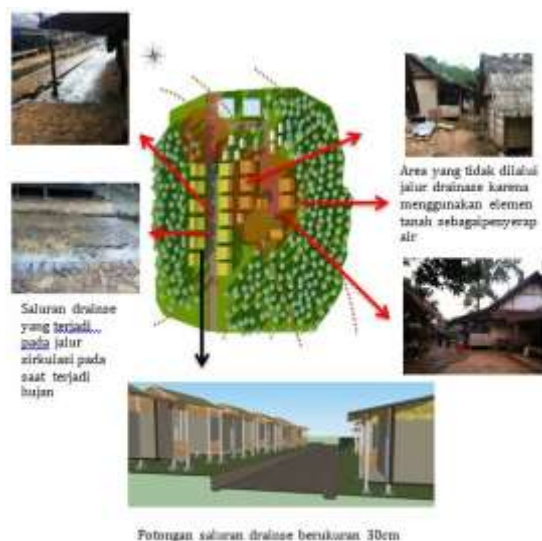 Area yang tidak dilalui
jalur drainase karena
menggunakan elemen
tanah sebagaipenyerap
air
Saluran drainse
yang terjadi
pada jalur
sirkulasi pada
saat terjadi
hujan
Potongan saluran drainse berukuran 30cm